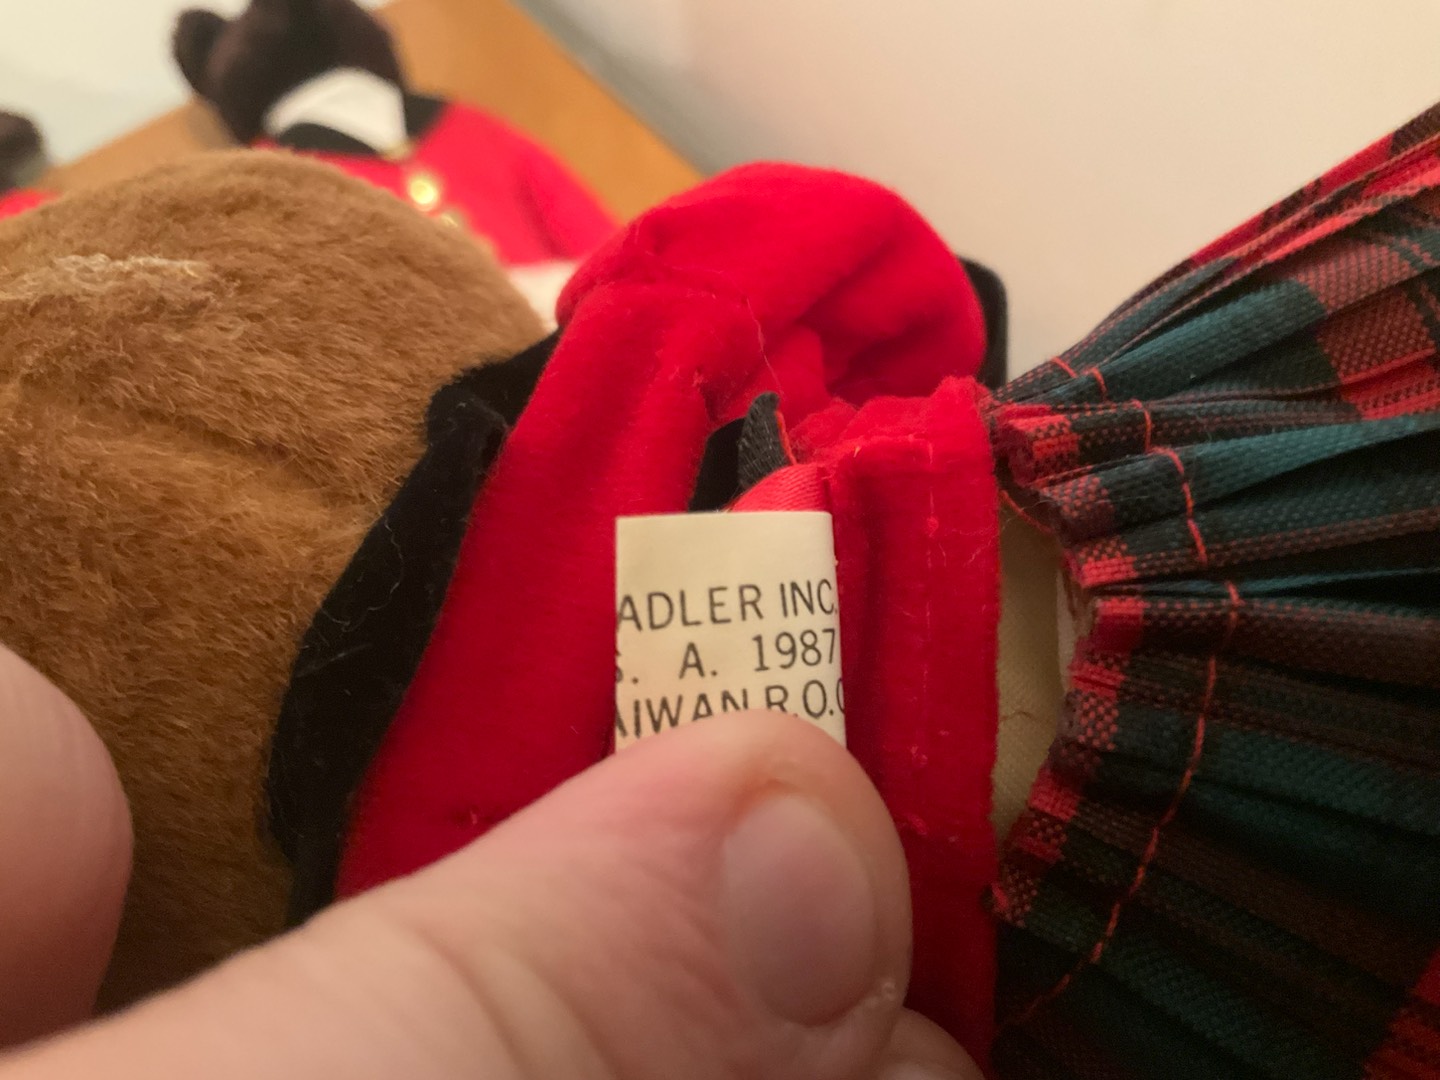 ADLER INC.
S. A. 1987
AIWAN R.O.C